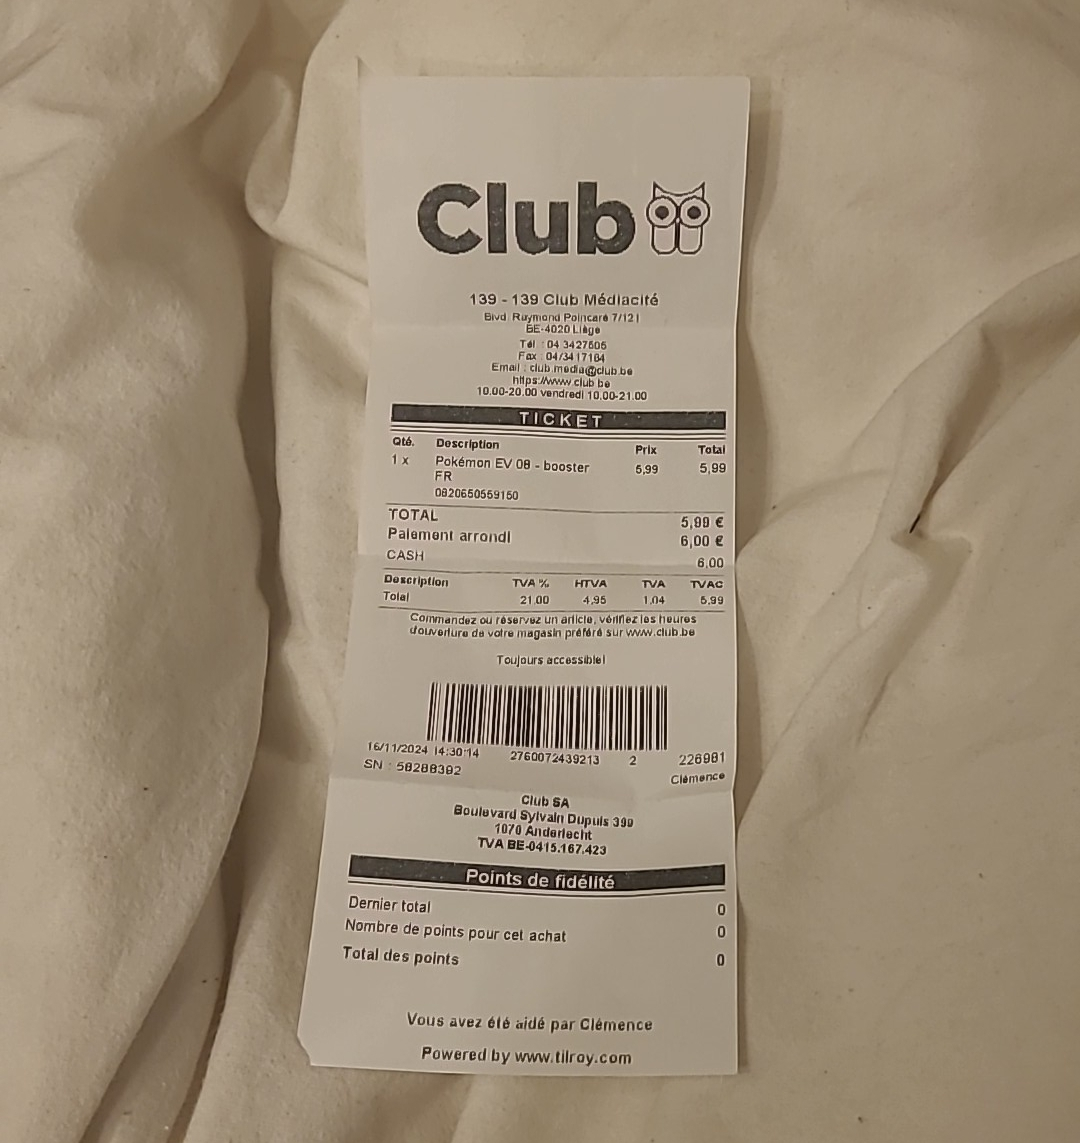 Club
139 - 139 Club Médiacité
Blvd Raymond Poincaré 7/121
BE-4020 Liège
Tél : 04 3427605
Fax : 04/3417184
Email : club.media@club.be
https://www.club.be
10.00-20.00 vendredi 10.00-21.00
TICKET
Qté. Description Prix Total
1 x Pokémon EV 08 - booster 5,99 5,99
FR
0820650559150
TOTAL 5,99 €
Paiement arrondi 6,00 €
CASH 6.00
Description TVA % HTVA TVA TVAC
Total 21.00 4,95 1,04 5,99
Commandez ou réservez un article, vérifiez les heures
d'ouverture de votre magasin préféré sur www.club.be
Toujours accessible!
16/11/2024 14:30:14 2760072439213 2 226981
SN : 58288392 Clémence
Club SA
Boulevard Sylvain Dupuis 399
1070 Anderlecht
TVA BE-0415.167.423
Points de fidélité
Dernier total 0
Nombre de points pour cet achat 0
Total des points 0
Vous avez été aidé par Clémence
Powered by www.tilroy.com